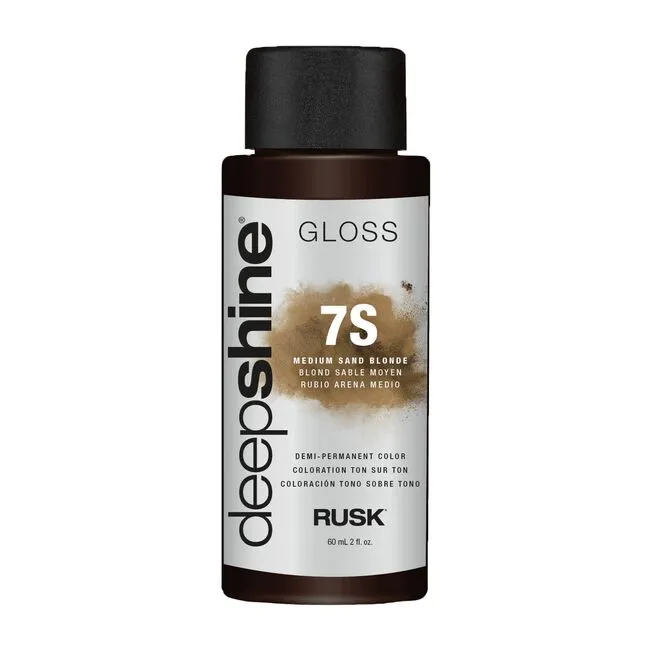 deepshine®
GLOSS
7S
MEDIUM SAND BLONDE
BLOND SABLE MOYEN
RUBIO ARENA MEDIO
DEMI-PERMANENT COLOR
COLORATION TON SUR TON
COLORACIÓN TONO SOBRE TONO
RUSK
60 mL 2 fl. oz.